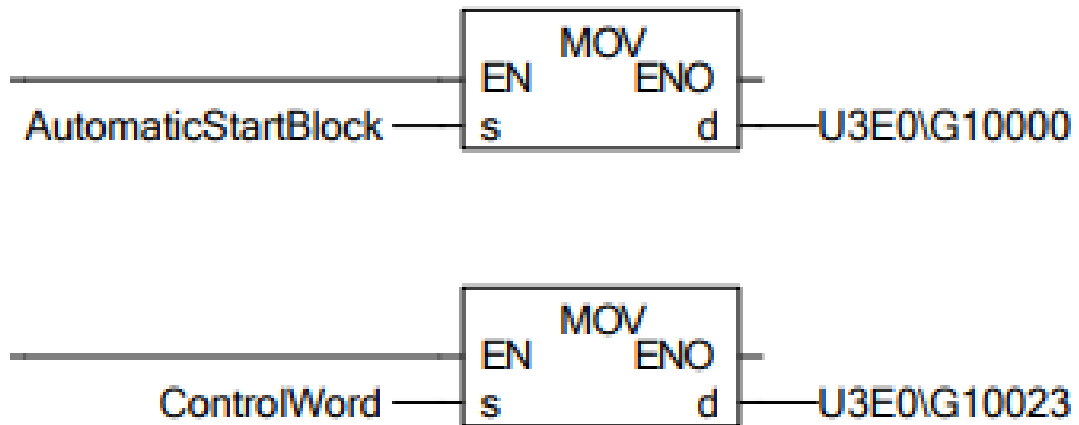 MOV
EN ENO
AutomaticStartBlock s d U3E0\G10000
MOV
EN ENO
ControlWord s d U3E0\G10023